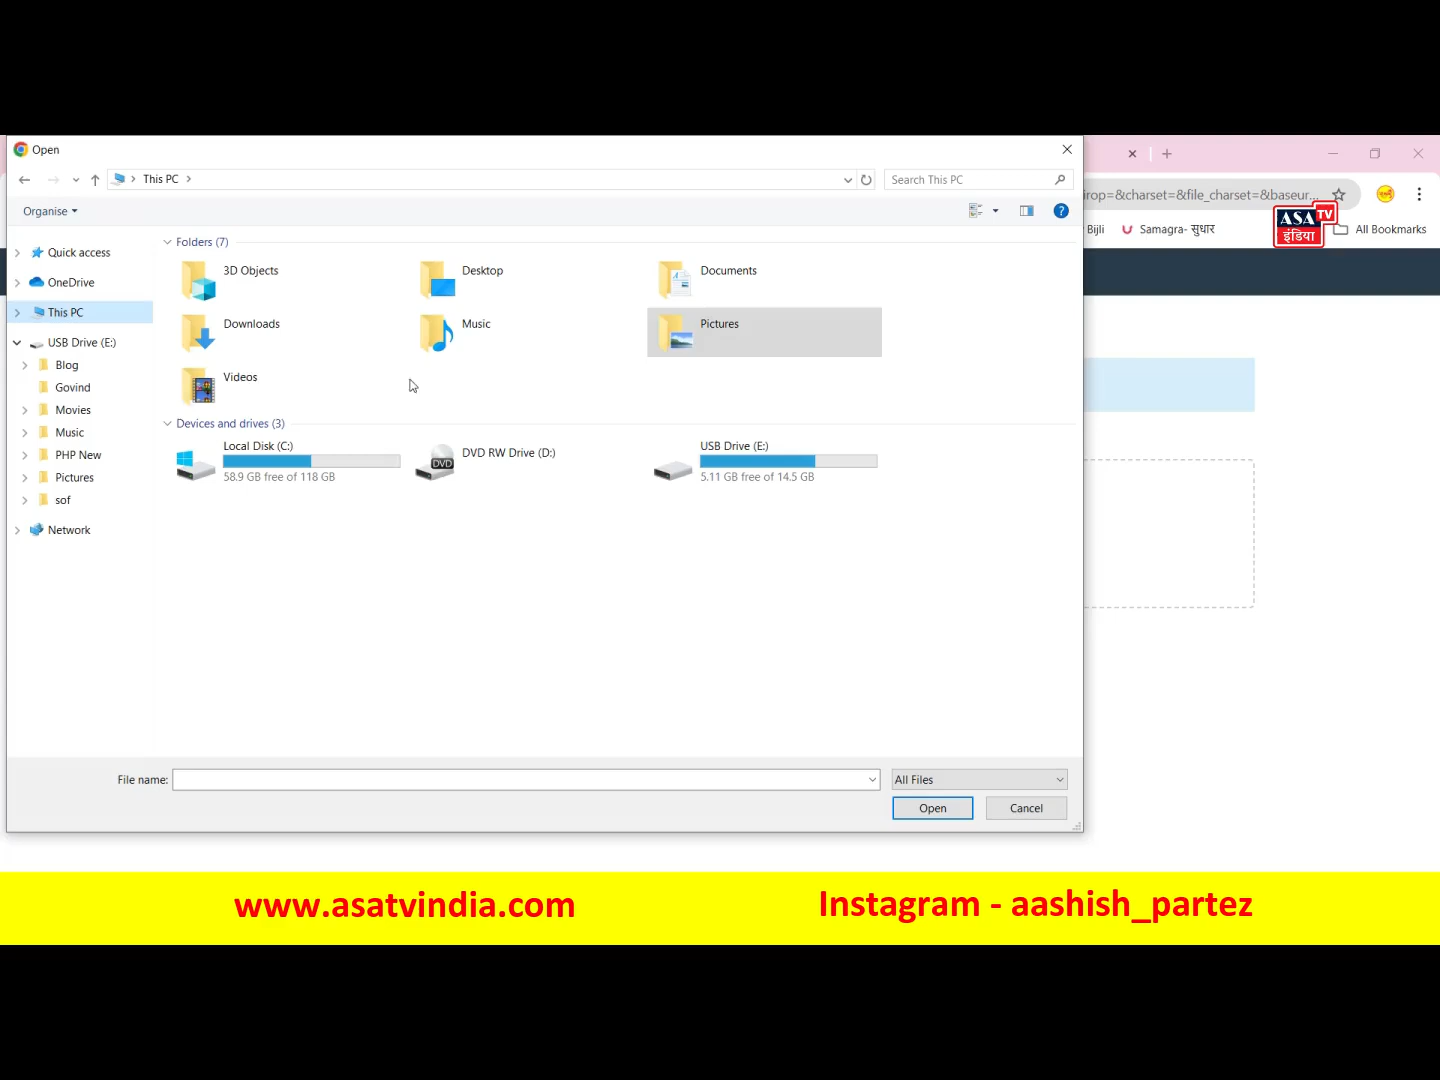 Open
This PC
Search This PC
Organise
irop=&charset=&file_charset=&baseur...
Bijli
Samagra- सुधार
All Bookmarks
ASA TV
इंडिया
Quick access
OneDrive
This PC
USB Drive (E:)
Blog
Govind
Movies
Music
PHP New
Pictures
sof
Network
Folders (7)
3D Objects
Desktop
Documents
Downloads
Music
Pictures
Videos
Devices and drives (3)
Local Disk (C:)
58.9 GB free of 118 GB
DVD
DVD RW Drive (D:)
USB Drive (E:)
5.11 GB free of 14.5 GB
File name:
All Files
Open
Cancel
www.asatvindia.com
Instagram - aashish_partez